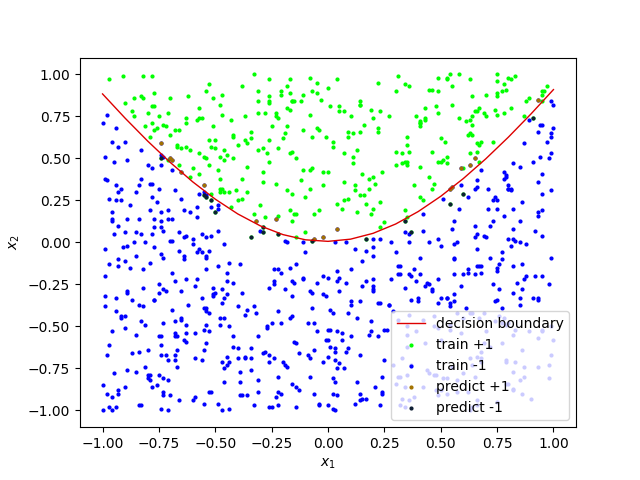 1.00
0.75
0.50
0.25
0.00
−0.25
−0.50
−0.75
−1.00
x₂
decision boundary
train +1
train -1
predict +1
predict -1
−1.00 −0.75 −0.50 −0.25 0.00 0.25 0.50 0.75 1.00
x₁